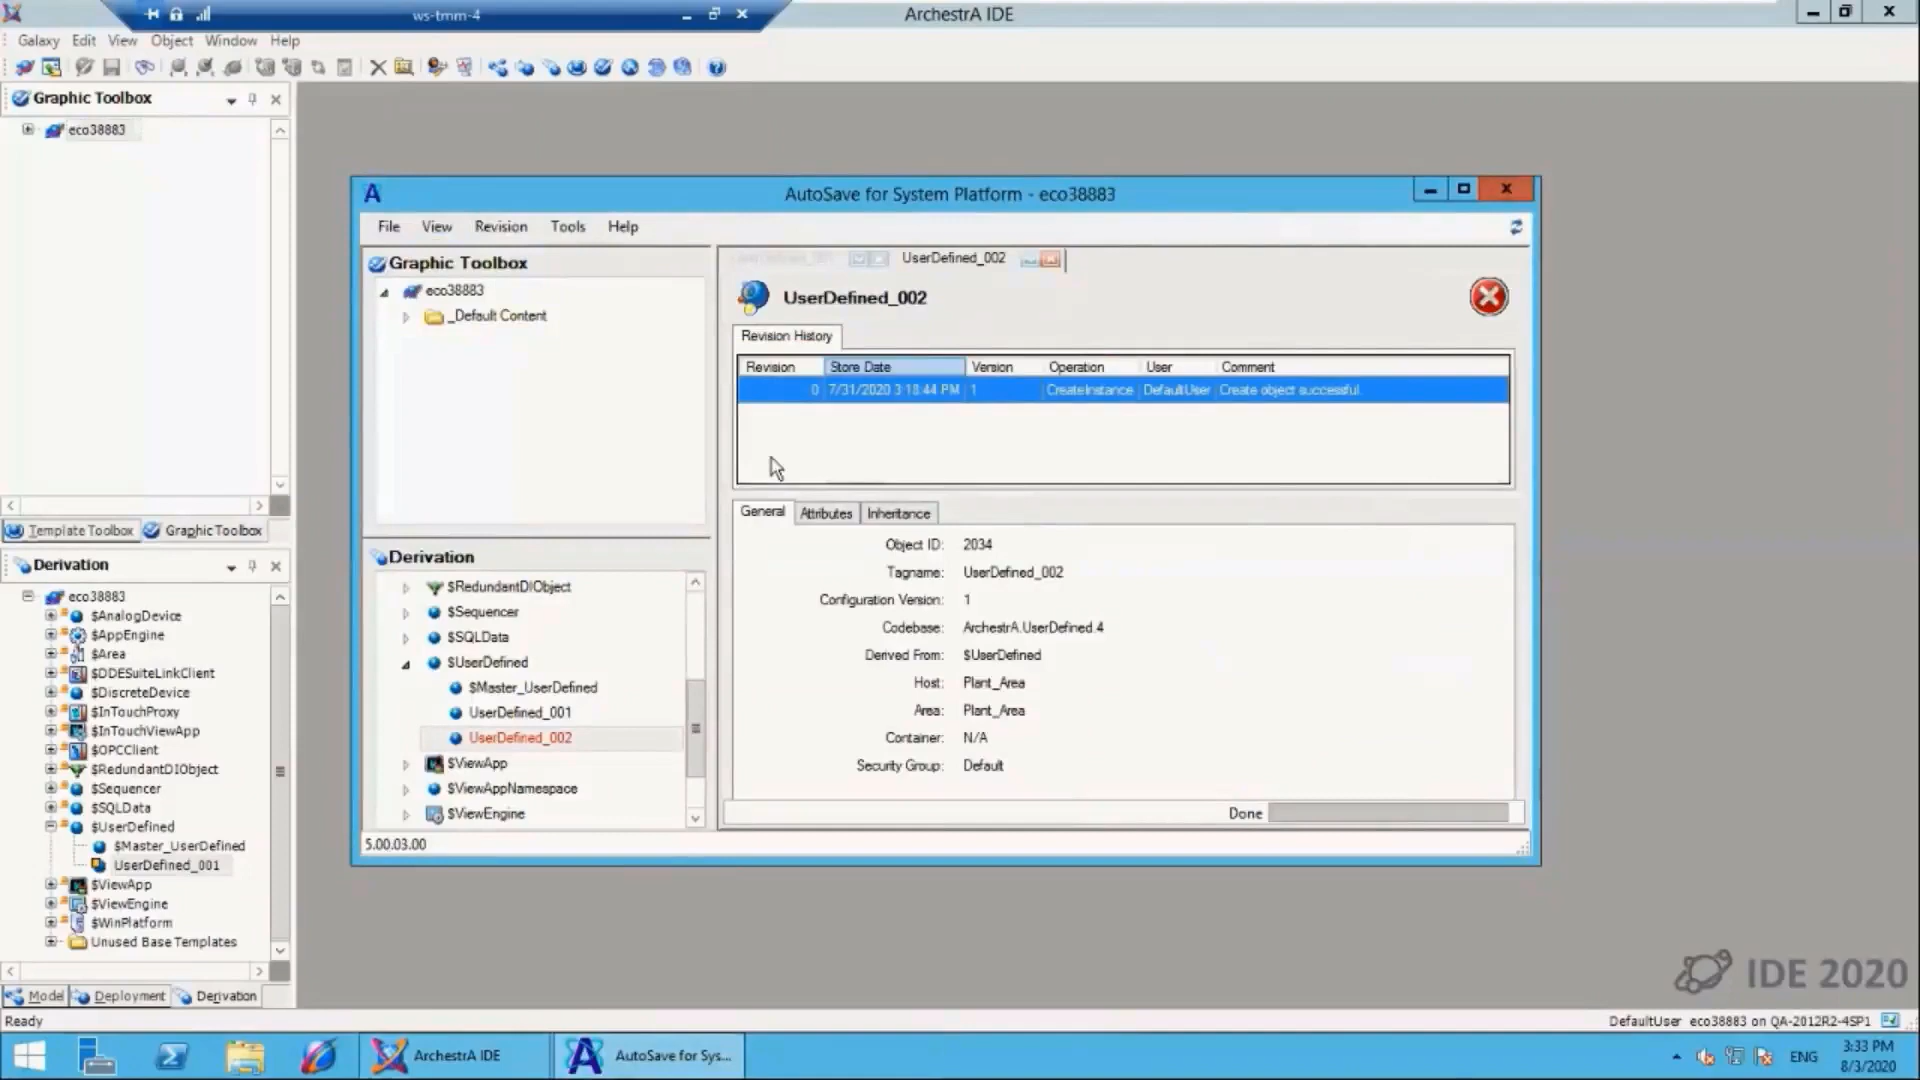 ws-tmm-4
ArchestrA IDE
Galaxy Edit View Object Window Help
Graphic Toolbox
eco38883
Template Toolbox Graphic Toolbox
Derivation
eco38883
$AnalogDevice
$AppEngine
$Area
$DDESuiteLinkClient
$DiscreteDevice
$InTouchProxy
$InTouchViewApp
$OPCClient
$RedundantDIObject
$Sequencer
$SQLData
$UserDefined
$Master_UserDefined
UserDefined_001
$ViewApp
$ViewEngine
$WinPlatform
Unused Base Templates
Model Deployment Derivation
AutoSave for System Platform - eco38883
File View Revision Tools Help
Graphic Toolbox
eco38883
_Default Content
Derivation
$RedundantDIObject
$Sequencer
$SQLData
$UserDefined
$Master_UserDefined
UserDefined_001
UserDefined_002
$ViewApp
$ViewAppNamespace
$ViewEngine
5.00.03.00
UserDefined_002
UserDefined_002
Revision History
Revision Store Date Version Operation User Comment
0 7/31/2020 3:18:44 PM 1 CreateInstance DefaultUser Create object successful.
General Attributes Inheritance
Object ID: 2034
Tagname: UserDefined_002
Configuration Version: 1
Codebase: ArchestrA.UserDefined.4
Derived From: $UserDefined
Host: Plant_Area
Area: Plant_Area
Container: N/A
Security Group: Default
Done
IDE 2020
Ready
DefaultUser eco38883 on QA-2012R2-4SP1
ArchestrA IDE
AutoSave for Sys...
ENG
3:33 PM
8/3/2020